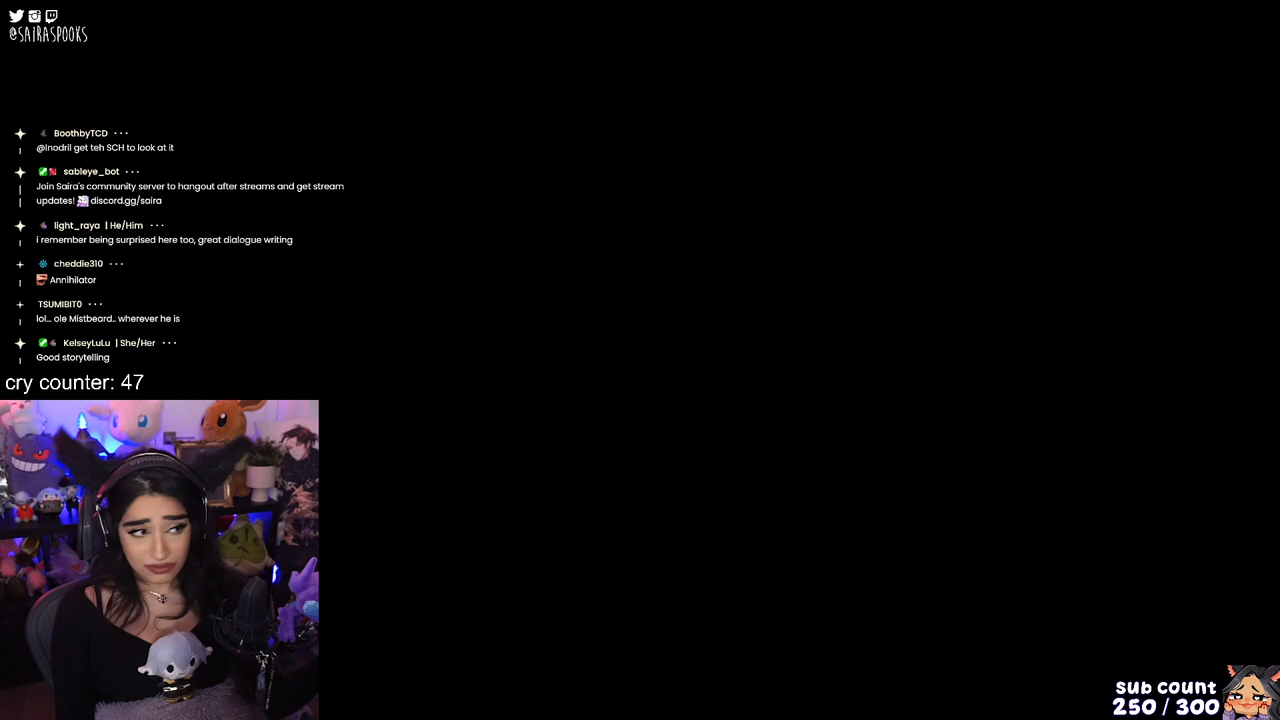 @SAIRASPOOKS
BoothbyTCD ···
@Inodril get teh SCH to look at it
sableye_bot ···
Join Saira's community server to hangout after streams and get stream
updates! discord.gg/saira
light_raya | He/Him ···
i remember being surprised here too, great dialogue writing
cheddie310 ···
Annihilator
TSUMIBIT0 ···
lol... ole Mistbeard.. wherever he is
KelseyLuLu | She/Her ···
Good storytelling
cry counter: 47
sub count
250 / 300